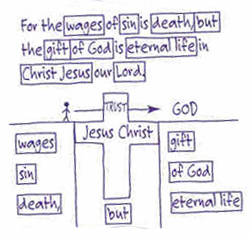 For the wages of sin is death, but
the gift of God is eternal life in
Christ Jesus our Lord.
TRUST
GOD
Jesus Christ
wages
sin
death,
but
gift
of God
eternal life